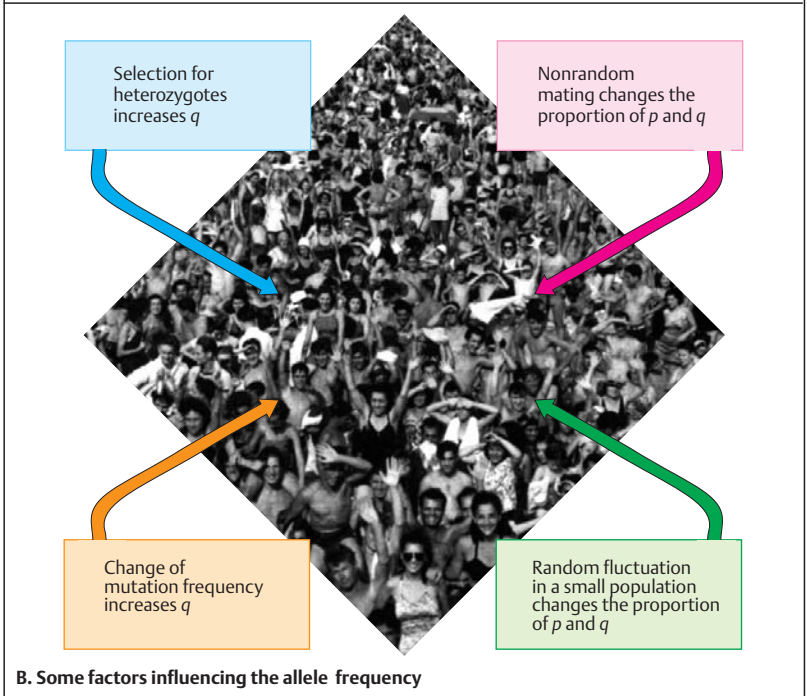 Selection for
heterozygotes
increases q
Nonrandom
mating changes the
proportion of p and q
Change of
mutation frequency
increases q
Random fluctuation
in a small population
changes the proportion
of p and q
B. Some factors influencing the allele frequency